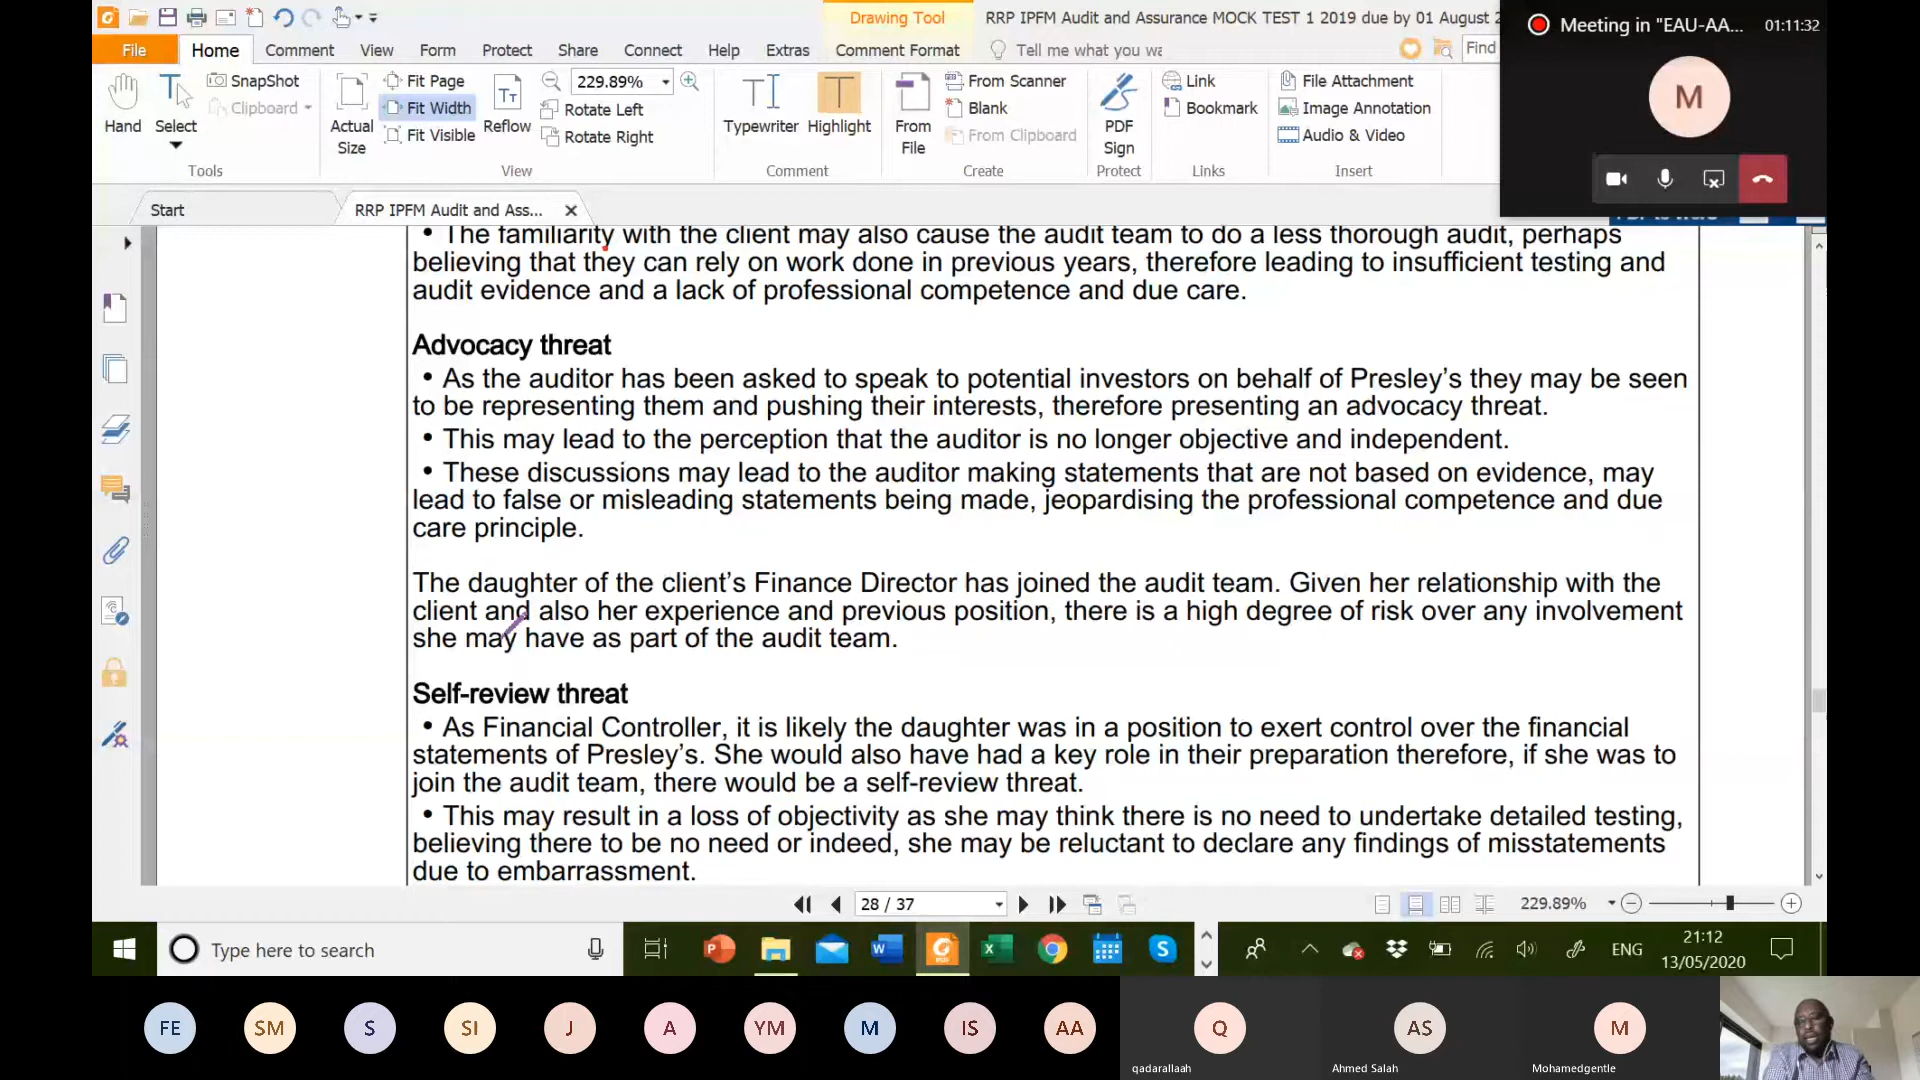 Drawing Tool
RRP IPFM Audit and Assurance MOCK TEST 1 2019 due by 01 August 2
Meeting in "EAU-AA...
01:11:32
File
Home
Comment
View
Form
Protect
Share
Connect
Help
Extras
Comment Format
Tell me what you wa
Find
M
Hand
Select
SnapShot
Clipboard
Tools
Actual
Size
Fit Page
Fit Width
Fit Visible
Reflow
229.89%
Rotate Left
Rotate Right
View
Typewriter
Highlight
Comment
From
File
From Scanner
Blank
From Clipboard
Create
PDF
Sign
Protect
Link
Bookmark
Links
File Attachment
Image Annotation
Audio & Video
Insert
Start
RRP IPFM Audit and Ass...
• The familiarity with the client may also cause the audit team to do a less thorough audit, perhaps
believing that they can rely on work done in previous years, therefore leading to insufficient testing and
audit evidence and a lack of professional competence and due care.
Advocacy threat
• As the auditor has been asked to speak to potential investors on behalf of Presley's they may be seen
to be representing them and pushing their interests, therefore presenting an advocacy threat.
• This may lead to the perception that the auditor is no longer objective and independent.
• These discussions may lead to the auditor making statements that are not based on evidence, may
lead to false or misleading statements being made, jeopardising the professional competence and due
care principle.
The daughter of the client's Finance Director has joined the audit team. Given her relationship with the
client and also her experience and previous position, there is a high degree of risk over any involvement
she may have as part of the audit team.
Self-review threat
• As Financial Controller, it is likely the daughter was in a position to exert control over the financial
statements of Presley's. She would also have had a key role in their preparation therefore, if she was to
join the audit team, there would be a self-review threat.
• This may result in a loss of objectivity as she may think there is no need to undertake detailed testing,
believing there to be no need or indeed, she may be reluctant to declare any findings of misstatements
due to embarrassment.
28 / 37
229.89%
Type here to search
ENG
21:12
13/05/2020
FE
SM
S
SI
J
A
YM
M
IS
AA
Q
AS
M
qadarallaah
Ahmed Salah
Mohamedgentle